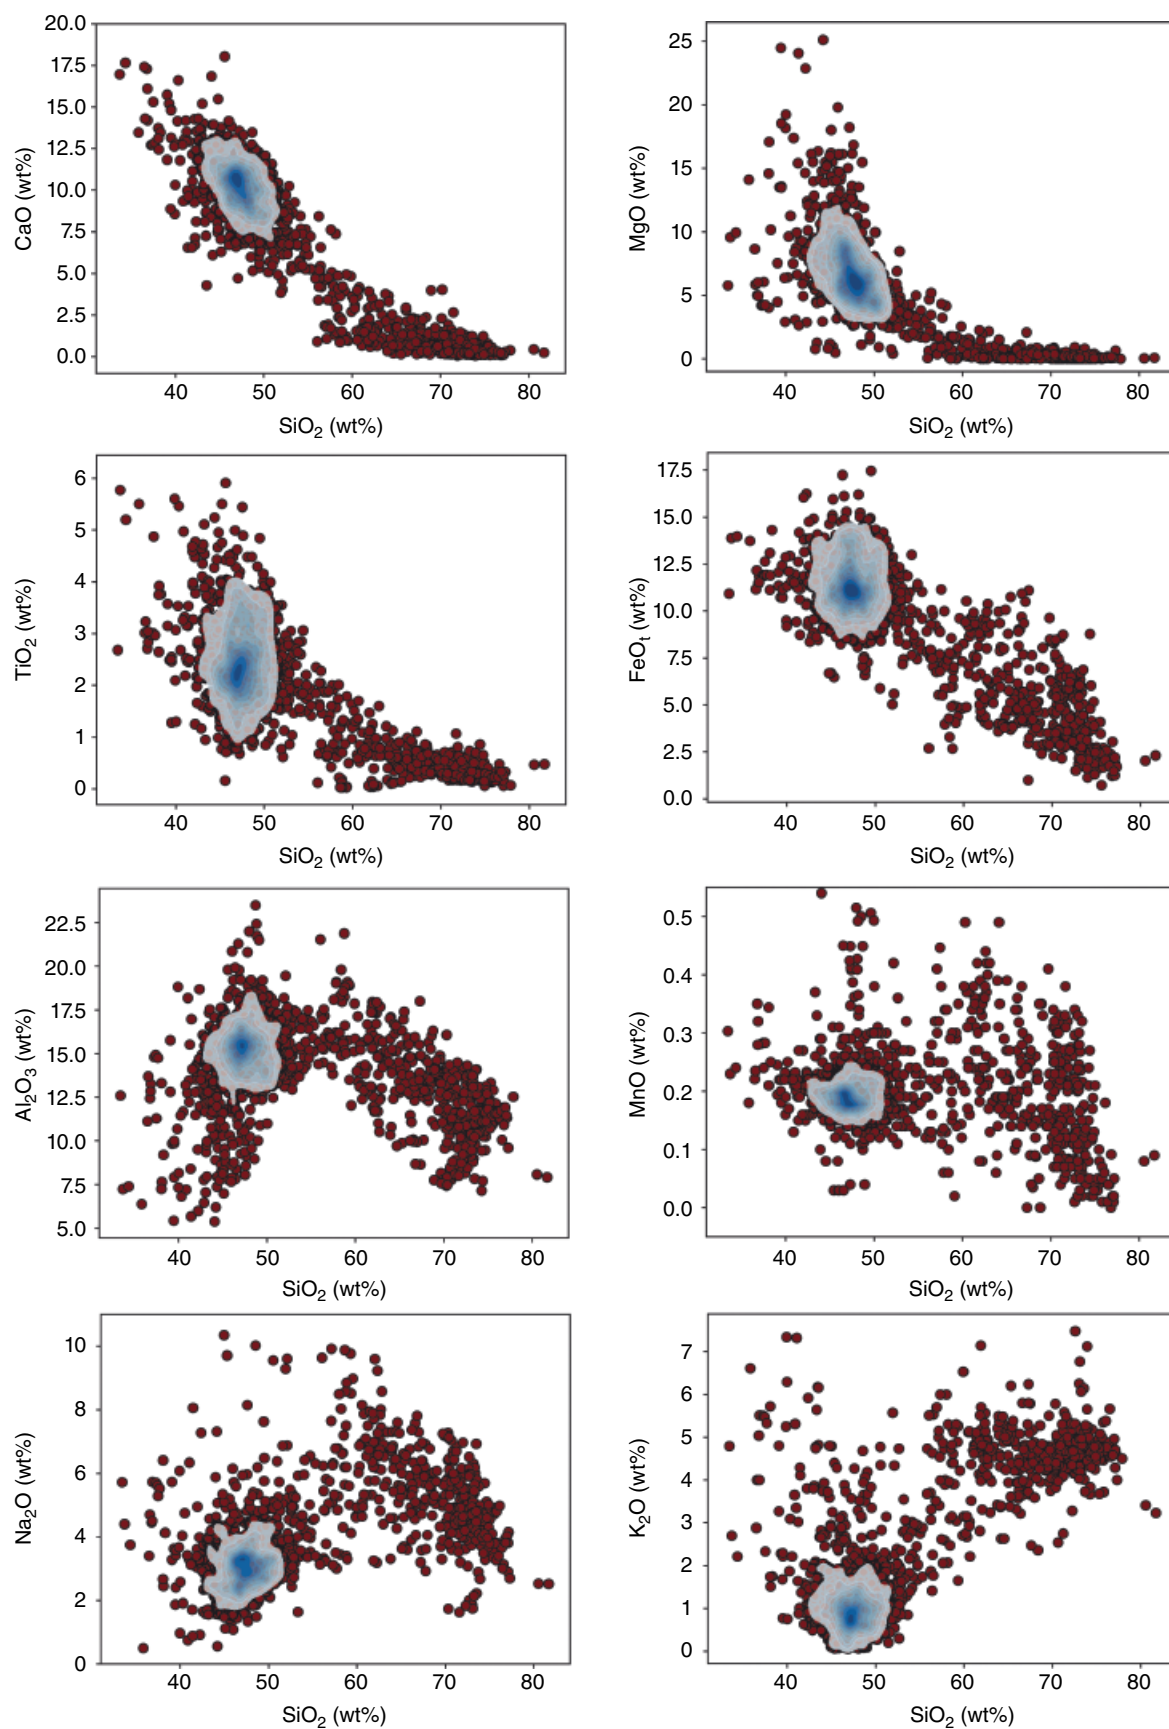 20.0
17.5
15.0
12.5
10.0
7.5
5.0
2.5
0.0
CaO (wt%)
40 50 60 70 80
SiO₂ (wt%)
25
20
15
10
5
0
MgO (wt%)
40 50 60 70 80
SiO₂ (wt%)
6
5
4
3
2
1
0
TiO₂ (wt%)
40 50 60 70 80
SiO₂ (wt%)
17.5
15.0
12.5
10.0
7.5
5.0
2.5
0.0
FeOₜ (wt%)
40 50 60 70 80
SiO₂ (wt%)
22.5
20.0
17.5
15.0
12.5
10.0
7.5
5.0
Al₂O₃ (wt%)
40 50 60 70 80
SiO₂ (wt%)
0.5
0.4
0.3
0.2
0.1
0.0
MnO (wt%)
40 50 60 70 80
SiO₂ (wt%)
10
8
6
4
2
0
Na₂O (wt%)
40 50 60 70 80
SiO₂ (wt%)
7
6
5
4
3
2
1
0
K₂O (wt%)
40 50 60 70 80
SiO₂ (wt%)